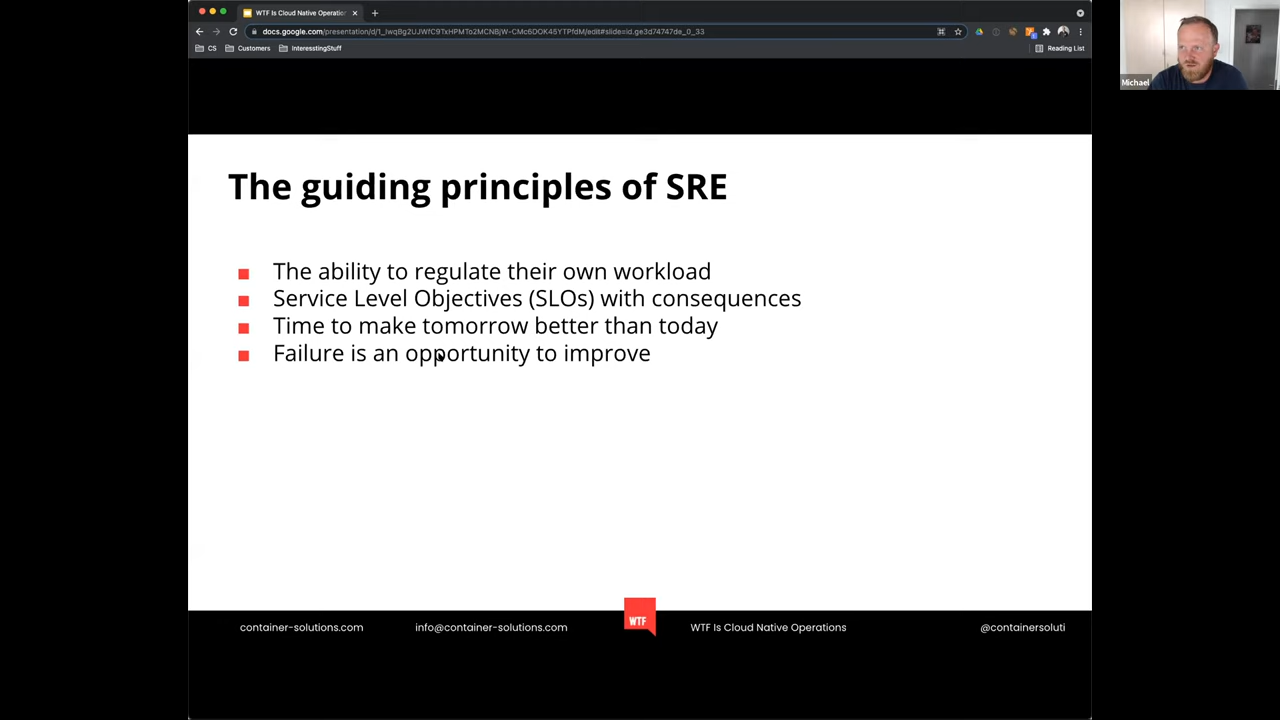 WTF Is Cloud Native Operation
docs.google.com/presentation/d/1_IwqBg2UJWfC9TxHPMTo2MCNBjW-CMc6DOK45YTPfdM/edit#slide=id.ge3d74747de_0_33
CS
Customers
InteresstingStuff
Reading List
Michael
The guiding principles of SRE
The ability to regulate their own workload
Service Level Objectives (SLOs) with consequences
Time to make tomorrow better than today
Failure is an opportunity to improve
container-solutions.com
info@container-solutions.com
WTF
WTF Is Cloud Native Operations
@containersoluti